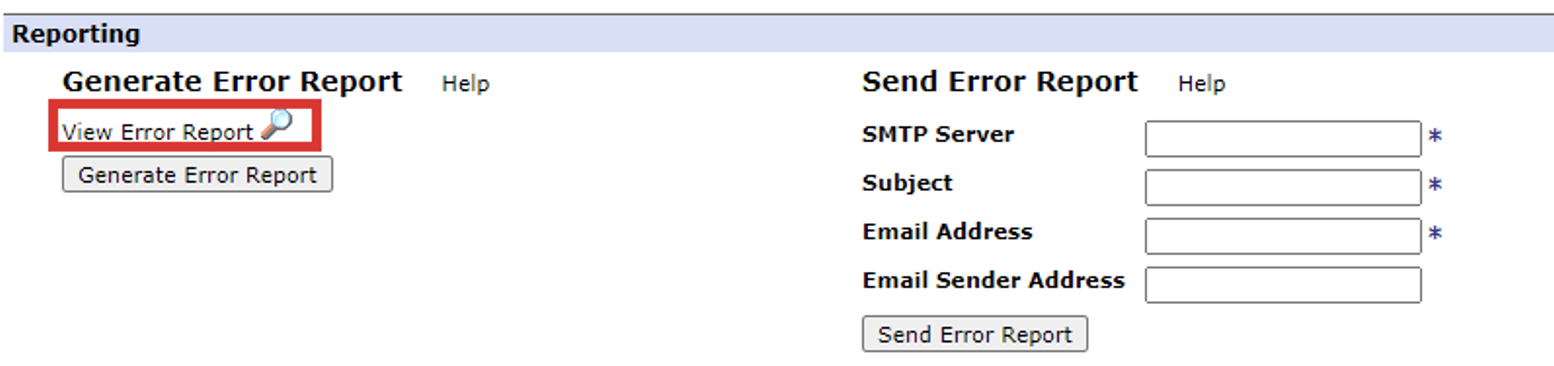 Reporting
Generate Error Report Help
View Error Report
Generate Error Report
Send Error Report Help
SMTP Server *
Subject *
Email Address *
Email Sender Address
Send Error Report